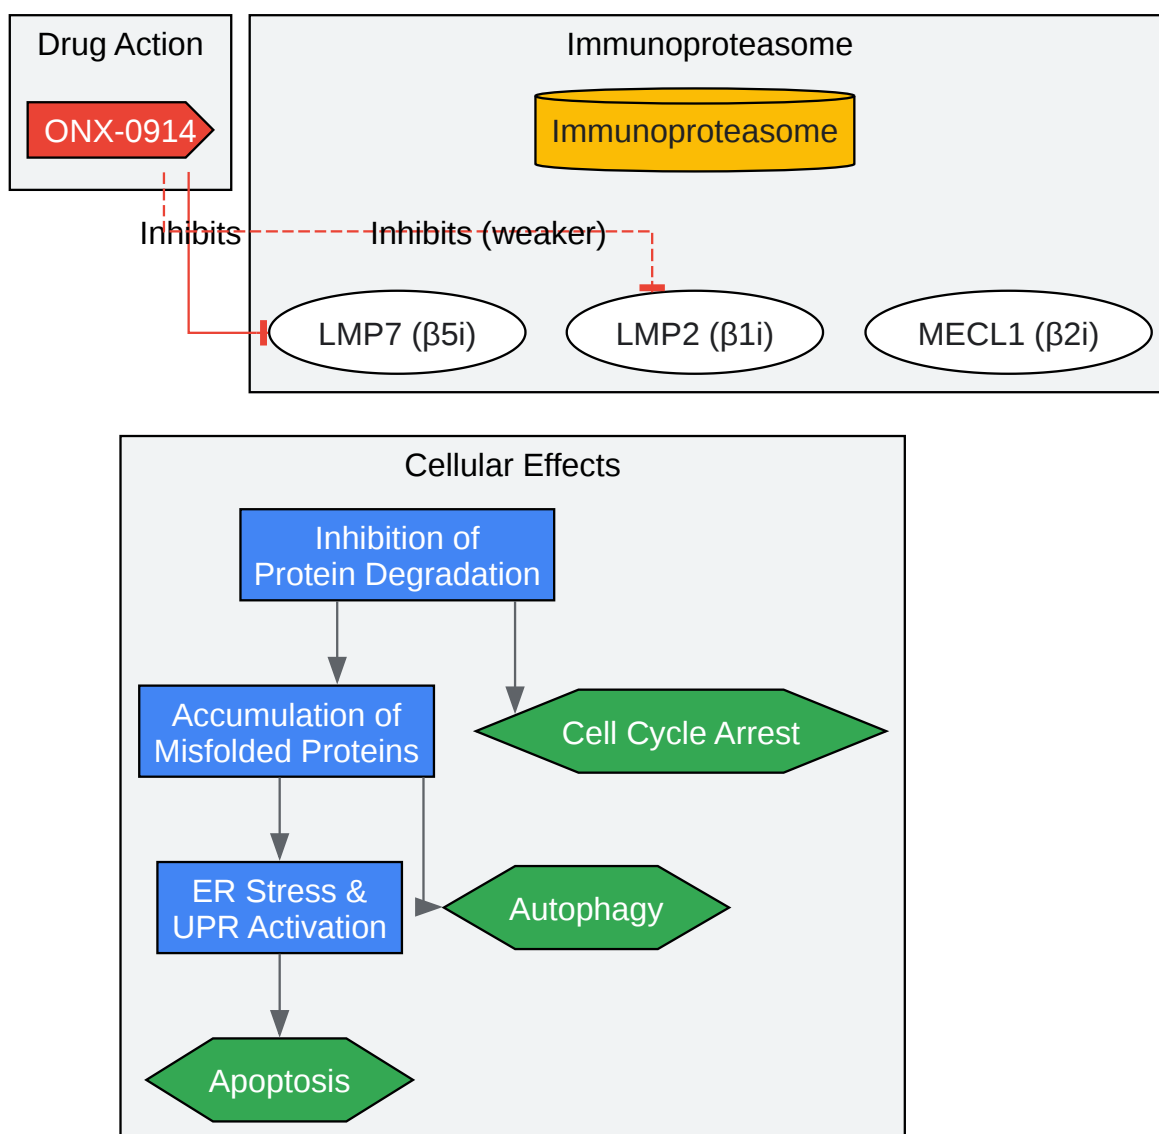 Drug Action
ONX-0914
Immunoproteasome
Immunoproteasome
Inhibits
Inhibits (weaker)
LMP7 (β5i)
LMP2 (β1i)
MECL1 (β2i)
Cellular Effects
Inhibition of
Protein Degradation
Accumulation of
Misfolded Proteins
Cell Cycle Arrest
ER Stress &
UPR Activation
Autophagy
Apoptosis